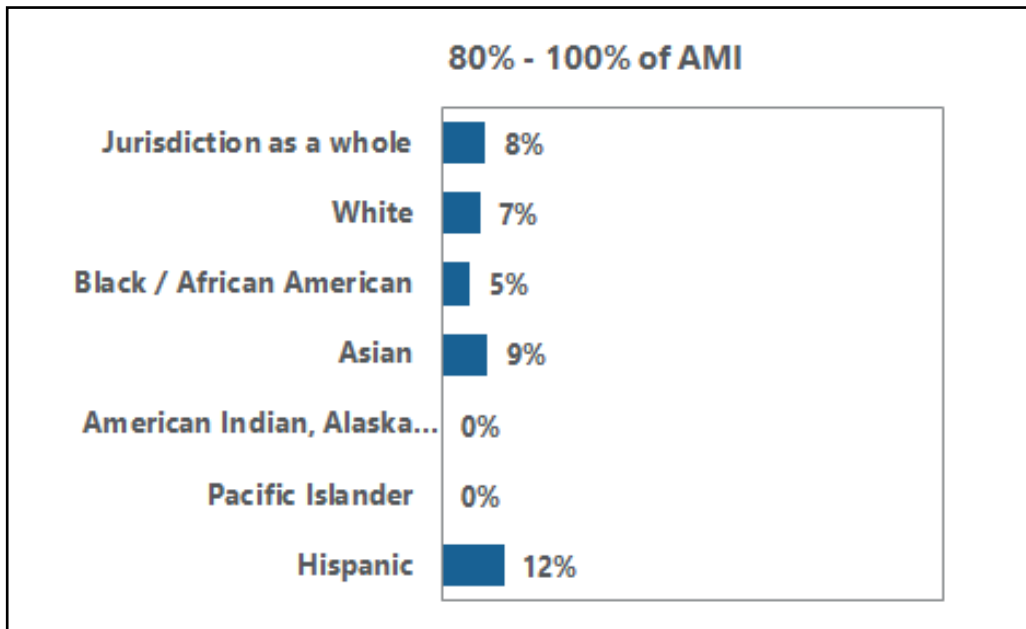 80% - 100% of AMI
Jurisdiction as a whole 8%
White 7%
Black / African American 5%
Asian 9%
American Indian, Alaska... 0%
Pacific Islander 0%
Hispanic 12%